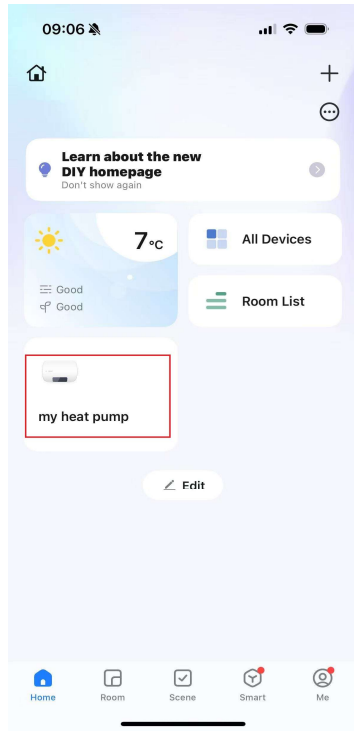 09:06
Learn about the new
DIY homepage
Don't show again
7°C
Good
Good
All Devices
Room List
my heat pump
Edit
Home
Room
Scene
Smart
Me